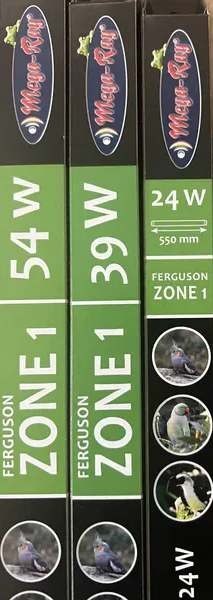 Mega-Ray
54 W
FERGUSON
ZONE 1
Mega-Ray
39 W
FERGUSON
ZONE 1
Mega-Ray
24 W
550 mm
FERGUSON
ZONE 1
24W